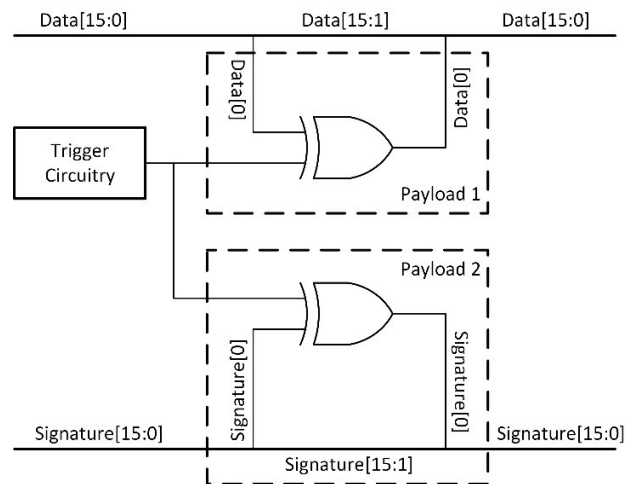 Data[15:0]
Data[15:1]
Data[15:0]
Data[0]
Data[0]
Trigger
Circuitry
Payload 1
Payload 2
Signature[0]
Signature[0]
Signature[15:0]
Signature[15:0]
Signature[15:1]